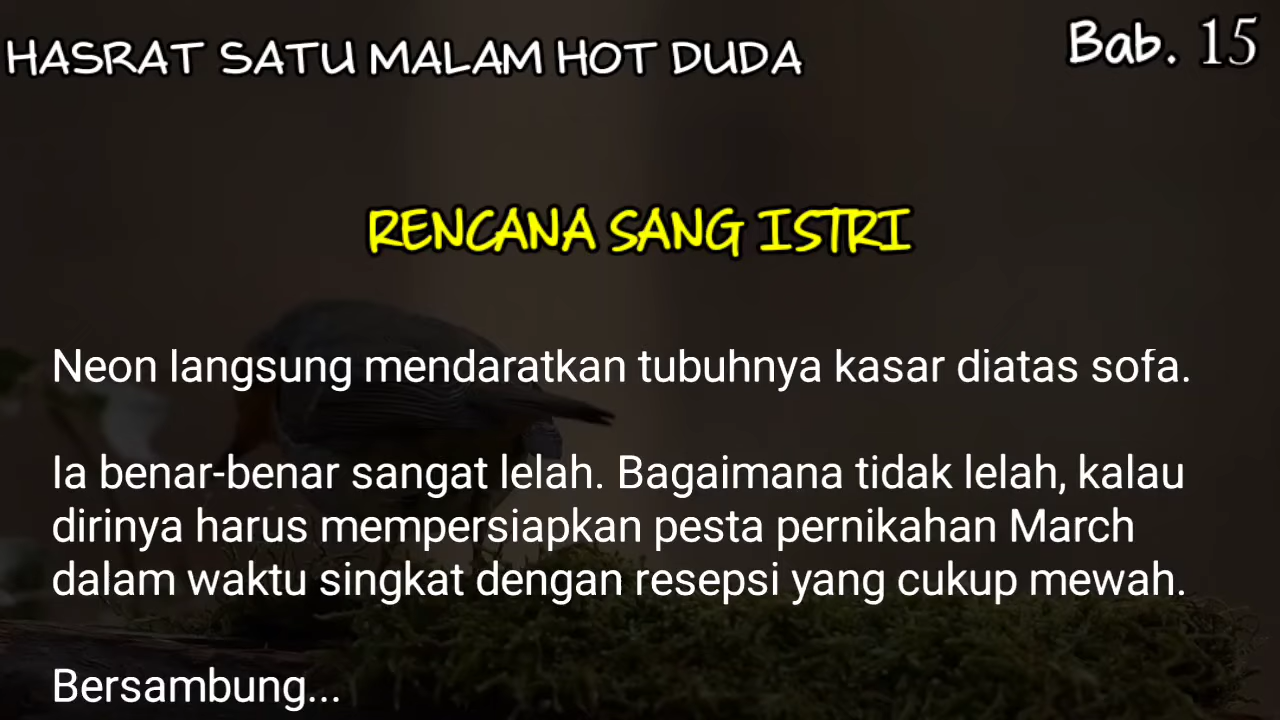 HASRAT SATU MALAM HOT DUDA
Bab. 15
RENCANA SANG ISTRI
Neon langsung mendaratkan tubuhnya kasar diatas sofa.
Ia benar-benar sangat lelah. Bagaimana tidak lelah, kalau
dirinya harus mempersiapkan pesta pernikahan March
dalam waktu singkat dengan resepsi yang cukup mewah.
Bersambung...